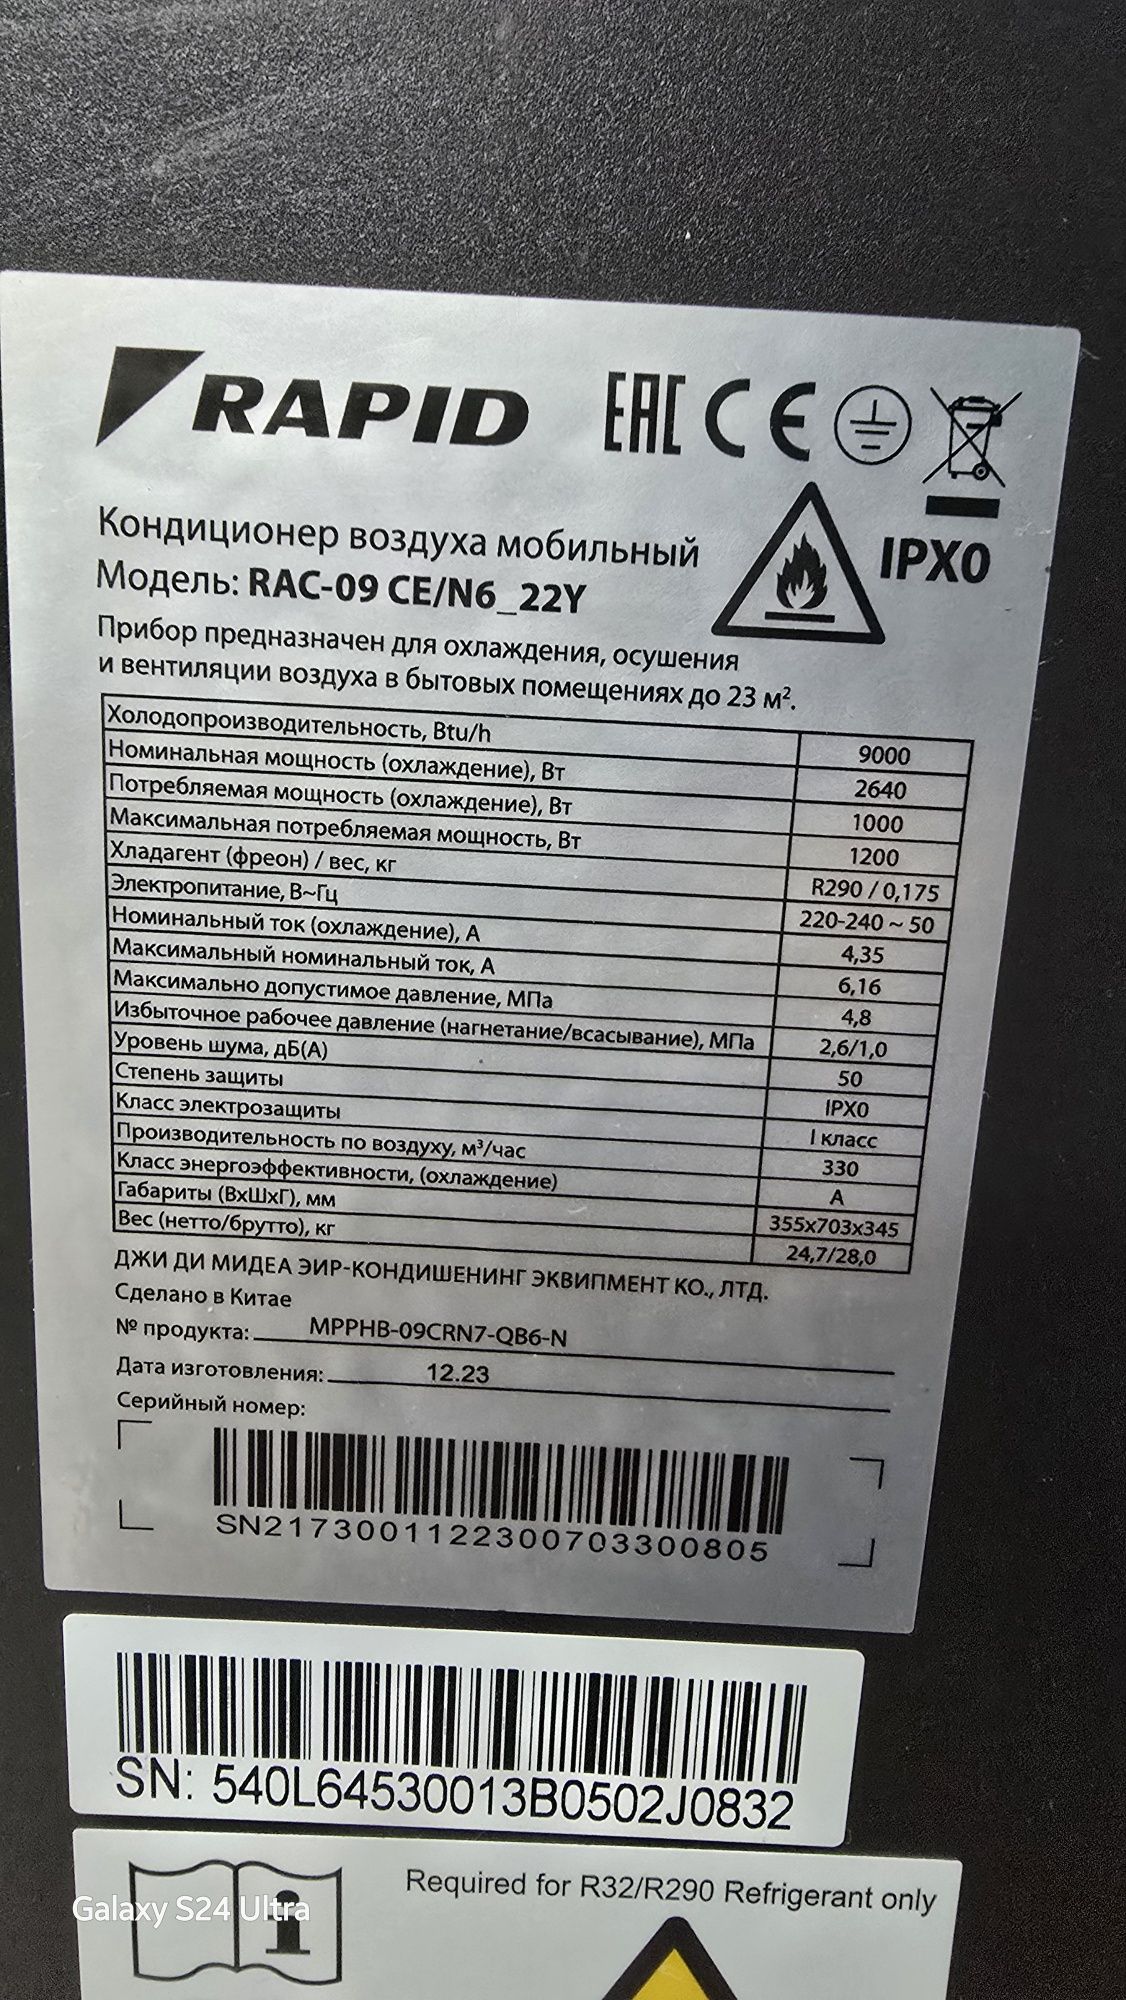 RAPID EAC CE
IPX0
Кондиционер воздуха мобильный
Модель: RAC-09 CE/N6_22Y
Прибор предназначен для охлаждения, осушения
и вентиляции воздуха в бытовых помещениях до 23 м².
Холодопроизводительность, Btu/h 9000
Номинальная мощность (охлаждение), Вт 2640
Потребляемая мощность (охлаждение), Вт 1000
Максимальная потребляемая мощность, Вт 1200
Хладагент (фреон) / вес, кг R290 / 0,175
Электропитание, В~Гц 220-240 ~ 50
Номинальный ток (охлаждение), А 4,35
Максимальный номинальный ток, А 6,16
Максимально допустимое давление, МПа 4,8
Избыточное рабочее давление (нагнетание/всасывание), МПа 2,6/1,0
Уровень шума, дБ(А) 50
Степень защиты IPX0
Класс электрозащиты I класс
Производительность по воздуху, м³/час 330
Класс энергоэффективности, (охлаждение) А
Габариты (ВхШхГ), мм 355х703х345
Вес (нетто/брутто), кг 24,7/28,0
ДЖИ ДИ МИДЕА ЭИР-КОНДИШЕНИНГ ЭКВИПМЕНТ КО., ЛТД.
Сделано в Китае
№ продукта: MPPHB-09CRN7-QB6-N
Дата изготовления: 12.23
Серийный номер:
SN2173001122300703300805
SN: 540L64530013B0502J0832
Required for R32/R290 Refrigerant only
Galaxy S24 Ultra